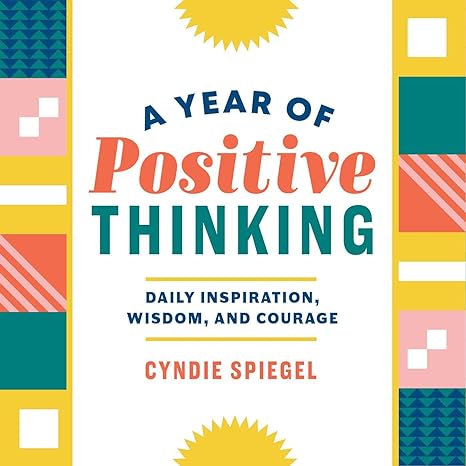 A YEAR OF
Positive
THINKING
DAILY INSPIRATION,
WISDOM, AND COURAGE
CYNDIE SPIEGEL